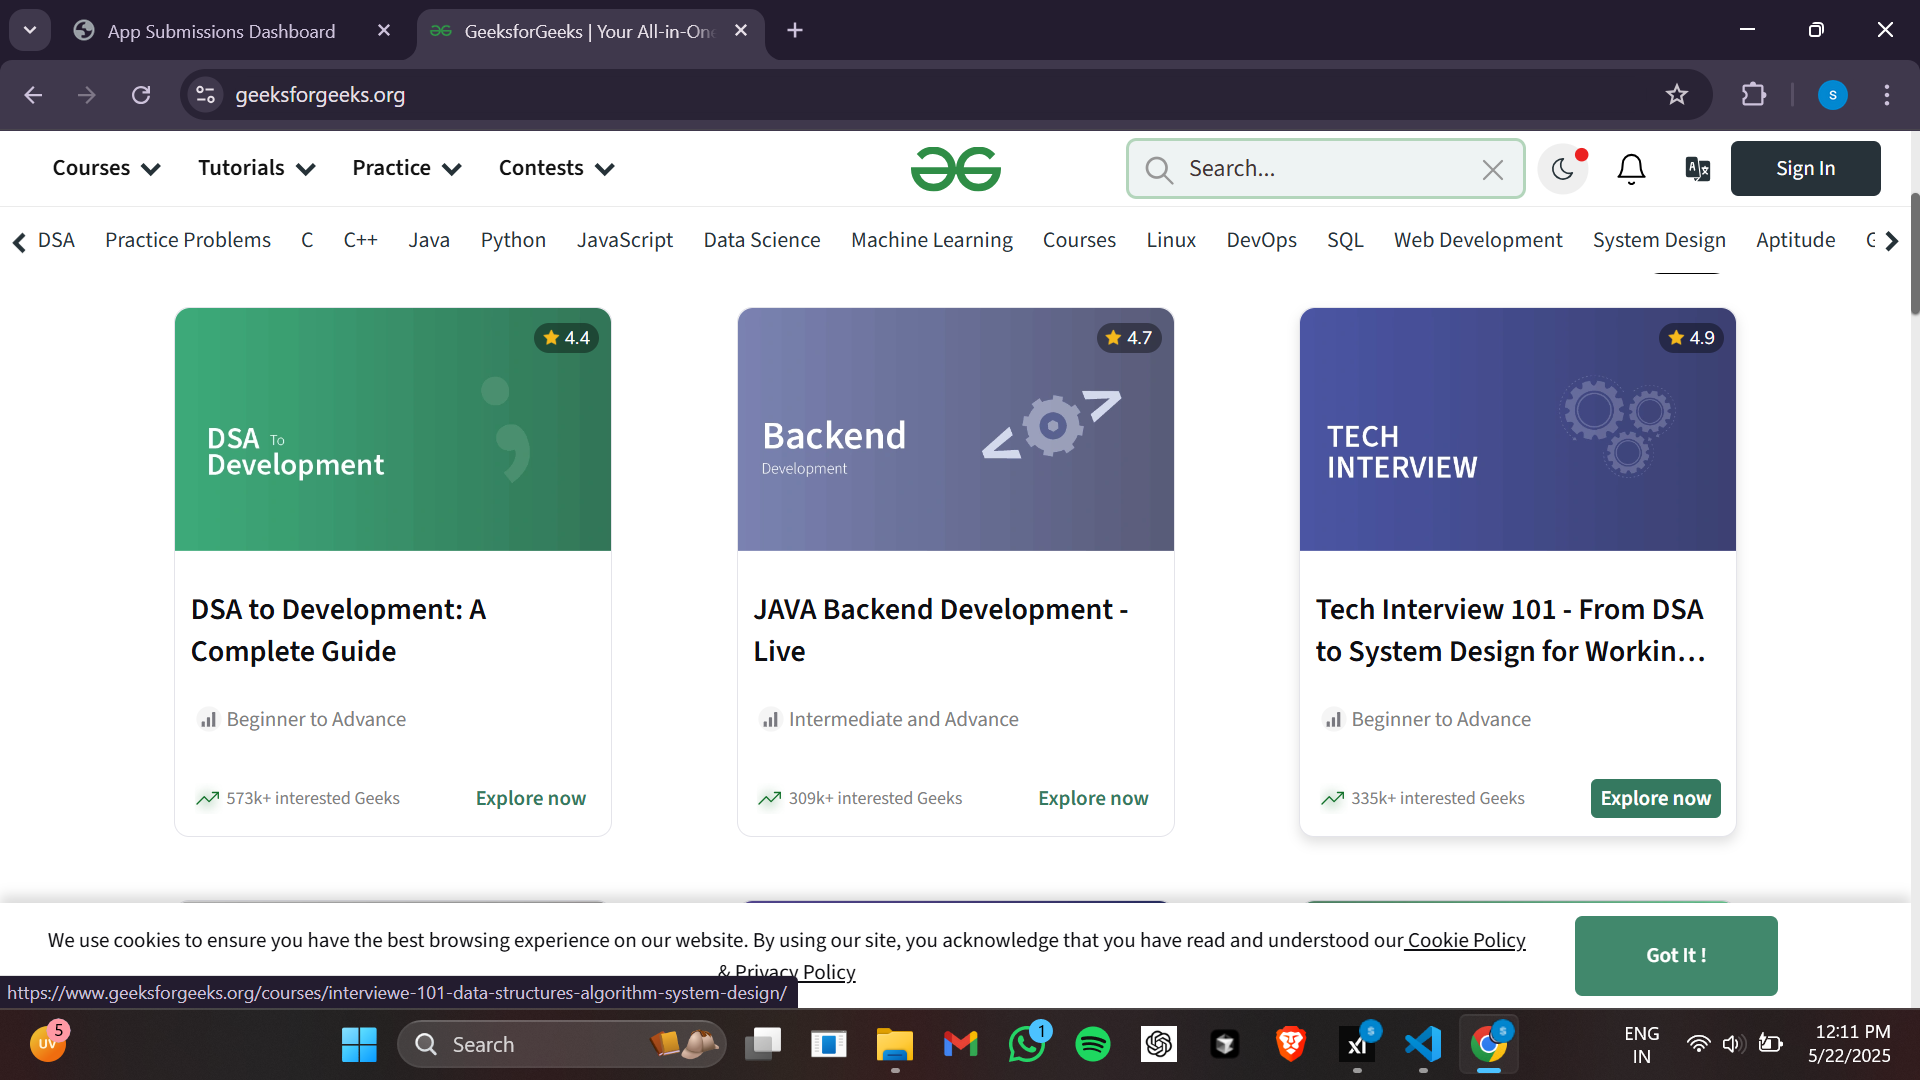 App Submissions Dashboard
GeeksforGeeks | Your All-in-One
geeksforgeeks.org
S
Courses Tutorials Practice Contests
Search...
Sign In
DSA Practice Problems C C++ Java Python JavaScript Data Science Machine Learning Courses Linux DevOps SQL Web Development System Design Aptitude
4.4
DSA To
Development
4.7
Backend
Development
4.9
TECH
INTERVIEW
DSA to Development: A
Complete Guide
Beginner to Advance
573k+ interested Geeks Explore now
JAVA Backend Development -
Live
Intermediate and Advance
309k+ interested Geeks Explore now
Tech Interview 101 - From DSA
to System Design for Workin...
Beginner to Advance
335k+ interested Geeks Explore now
We use cookies to ensure you have the best browsing experience on our website. By using our site, you acknowledge that you have read and understood our Cookie Policy
& Privacy Policy
Got It !
https://www.geeksforgeeks.org/courses/interviewe-101-data-structures-algorithm-system-design/
UV
5
Search
1
XI
S
S
ENG
IN
12:11 PM
5/22/2025